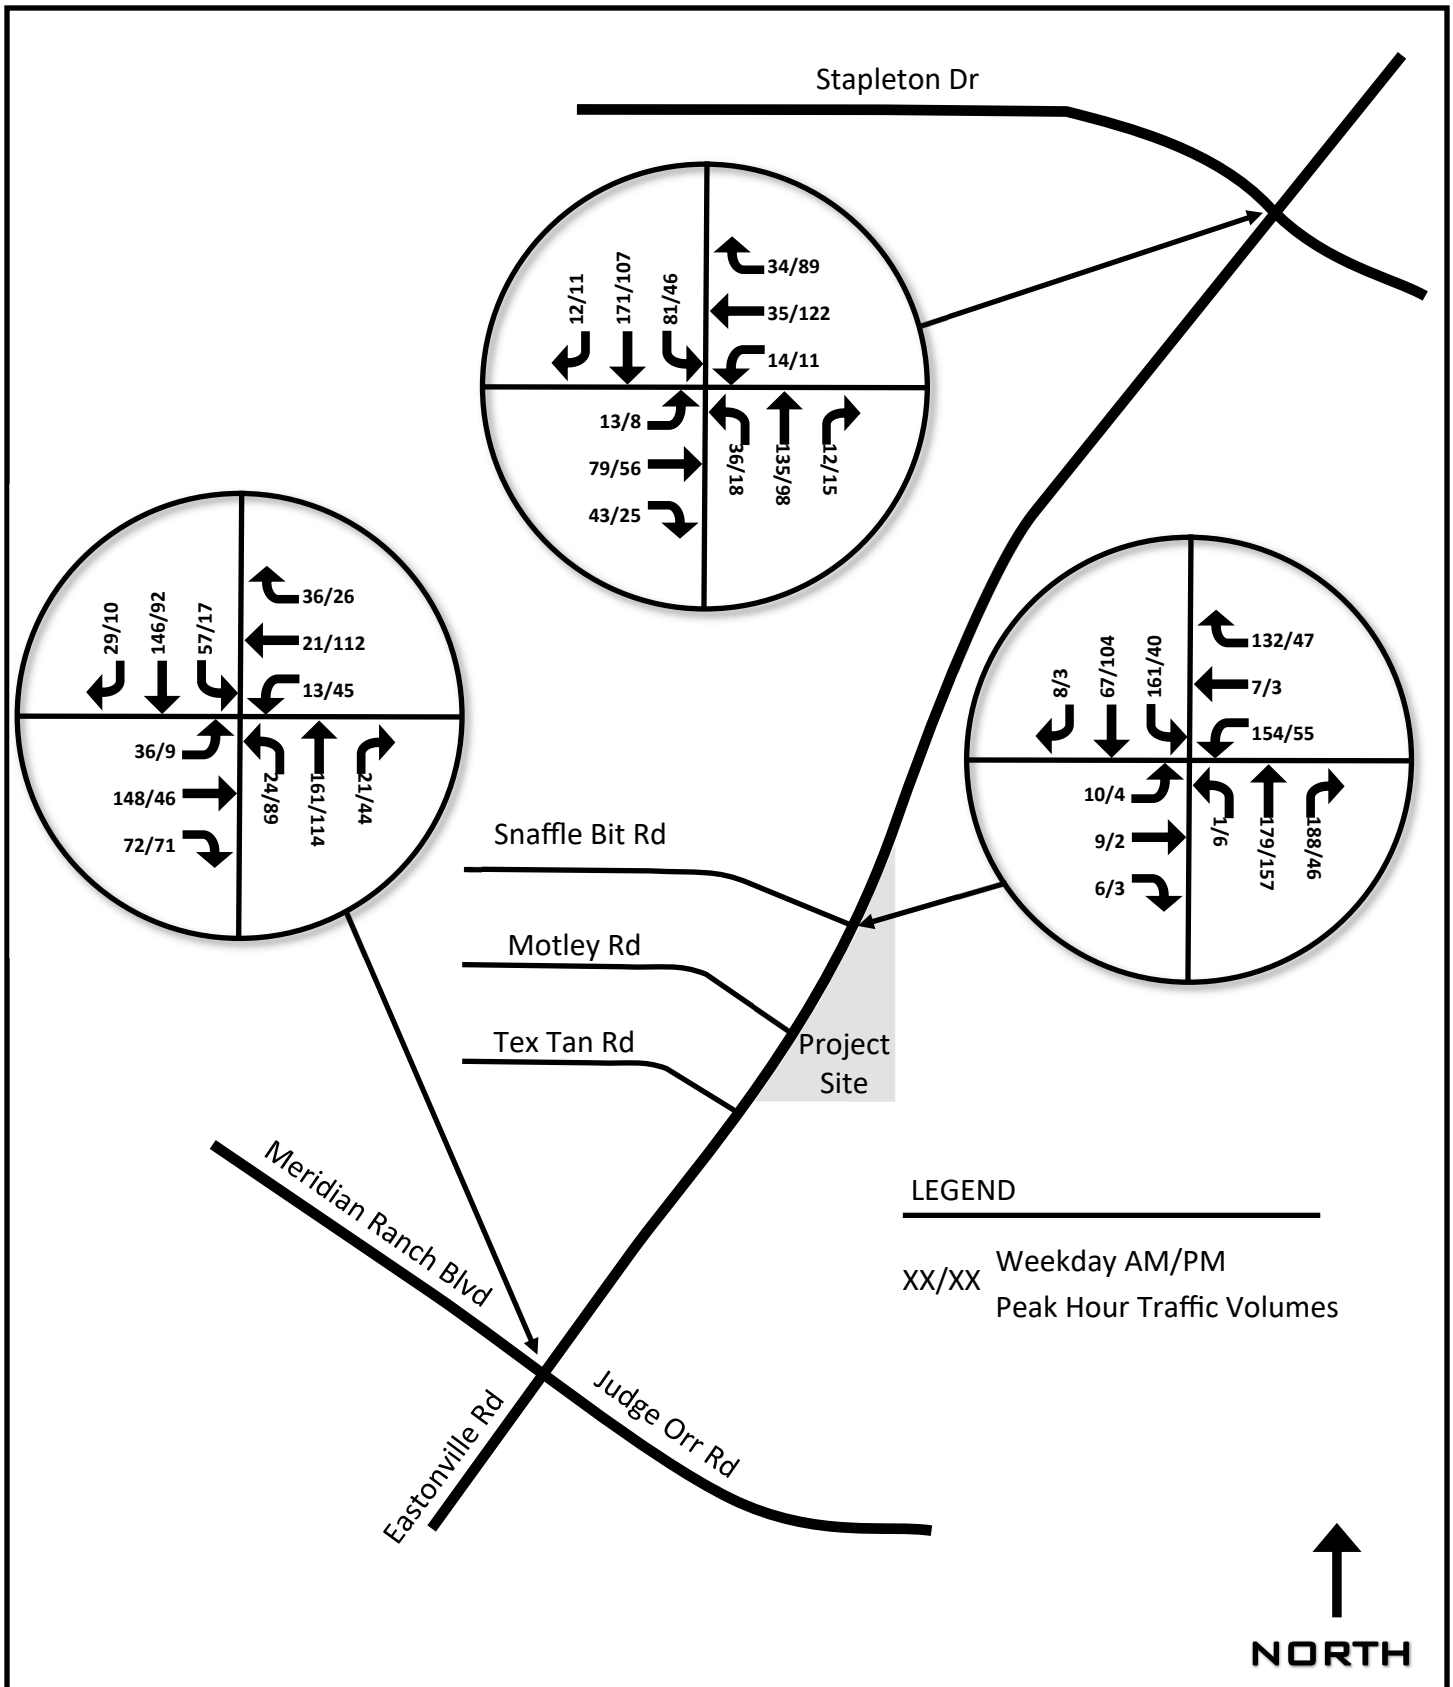 Stapleton Dr
12/11
171/107
81/46
34/89
35/122
14/11
13/8
79/56
43/25
36/18
135/98
12/15
29/10
146/92
57/17
36/26
21/112
13/45
36/9
148/46
72/71
24/89
161/114
21/44
8/3
67/104
161/40
132/47
7/3
154/55
10/4
9/2
6/3
1/6
179/157
188/46
Snaffle Bit Rd
Motley Rd
Tex Tan Rd
Project
Site
Meridian Ranch Blvd
Judge Orr Rd
Eastonville Rd
LEGEND
XX/XX
Weekday AM/PM
Peak Hour Traffic Volumes
NORTH